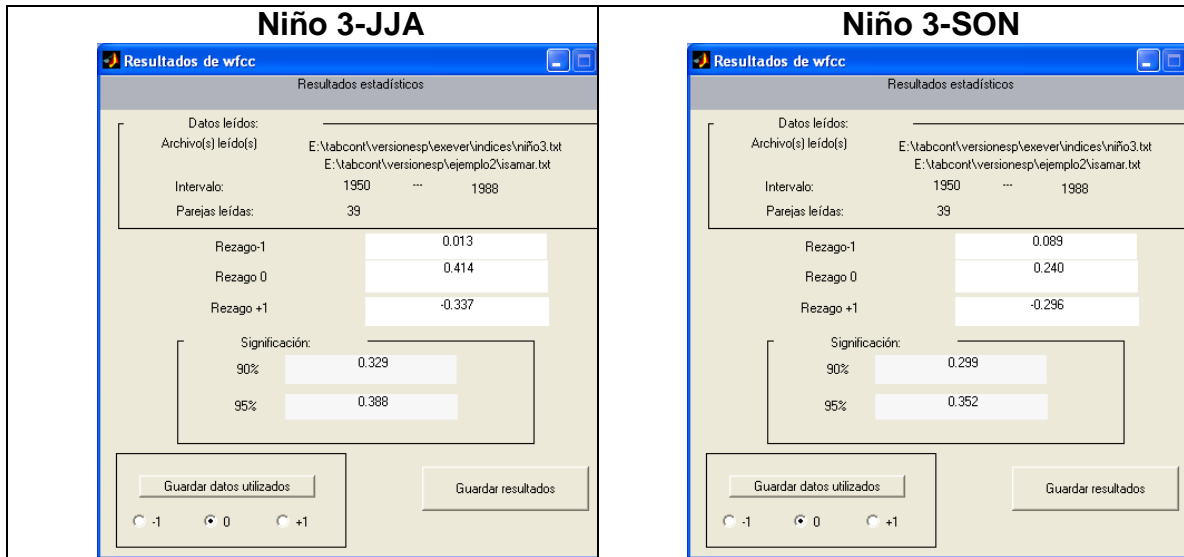 Niño 3-JJA
Resultados de wfcc
Resultados estadísticos
Datos leídos:
Archivo(s) leído(s)
E:\tabcont\versionesp\exever\indices\niño3.txt
E:\tabcont\versionesp\ejemplo2\isamar.txt
Intervalo: 1950 --- 1988
Parejas leídas: 39
Rezago-1 0.013
Rezago 0 0.414
Rezago +1 -0.337
Significación:
90% 0.329
95% 0.388
Guardar datos utilizados
-1 0 +1
Guardar resultados
Niño 3-SON
Resultados de wfcc
Resultados estadísticos
Datos leídos:
Archivo(s) leído(s)
E:\tabcont\versionesp\exever\indices\niño3.txt
E:\tabcont\versionesp\ejemplo2\isamar.txt
Intervalo: 1950 --- 1988
Parejas leídas: 39
Rezago-1 0.089
Rezago 0 0.240
Rezago +1 -0.296
Significación:
90% 0.299
95% 0.352
Guardar datos utilizados
-1 0 +1
Guardar resultados